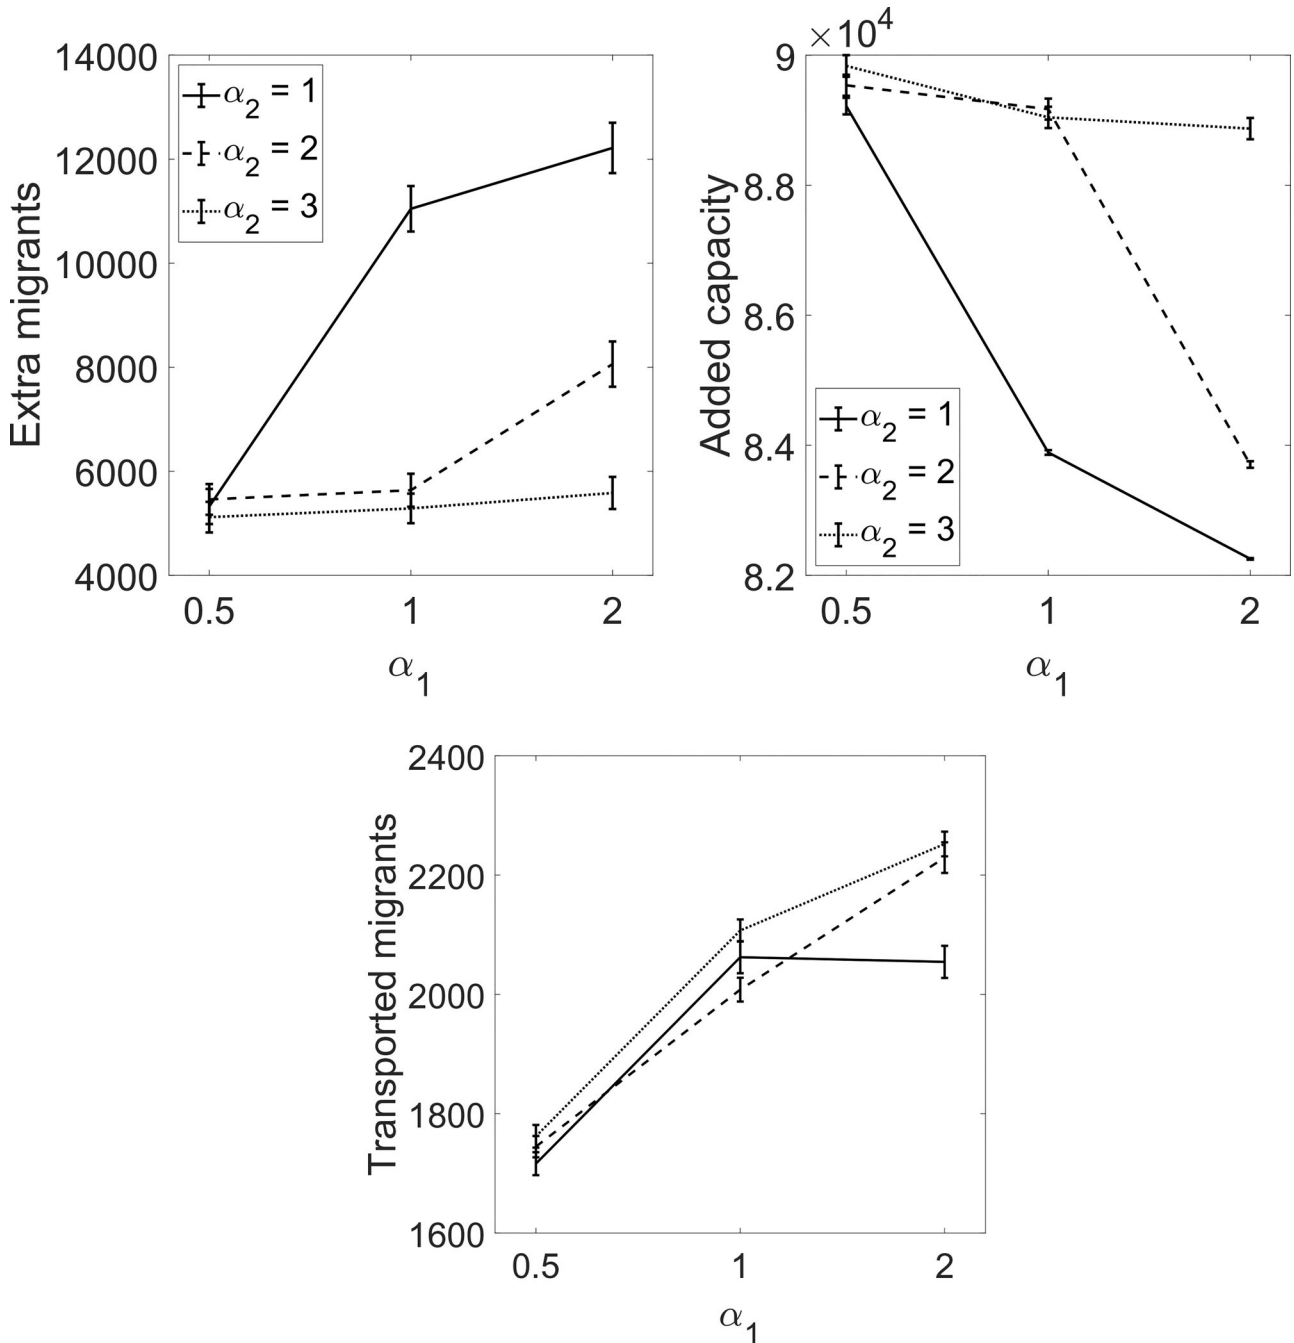 14000
12000
10000
8000
6000
4000
Extra migrants
α₂ = 1
α₂ = 2
α₂ = 3
0.5 1 2
α₁
×10⁴
9
8.8
8.6
8.4
8.2
Added capacity
α₂ = 1
α₂ = 2
α₂ = 3
0.5 1 2
α₁
2400
2200
2000
1800
1600
Transported migrants
0.5 1 2
α₁